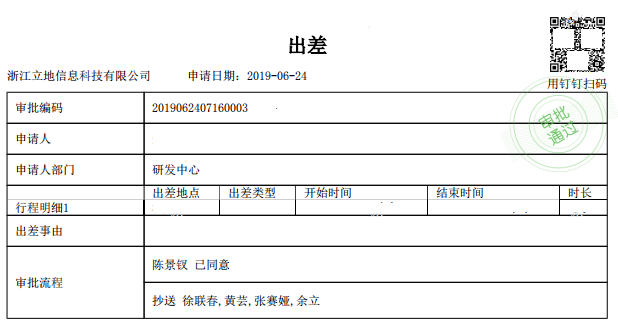 出差
浙江立地信息科技有限公司 申请日期：2019-06-24
用钉钉扫码
审批编码 2019062407160003
审批通过
申请人
申请人部门 研发中心
行程明细1 出差地点 出差类型 开始时间 结束时间 时长
出差事由
审批流程
陈景钗 已同意
抄送 徐联春,黄芸,张赛娅,余立